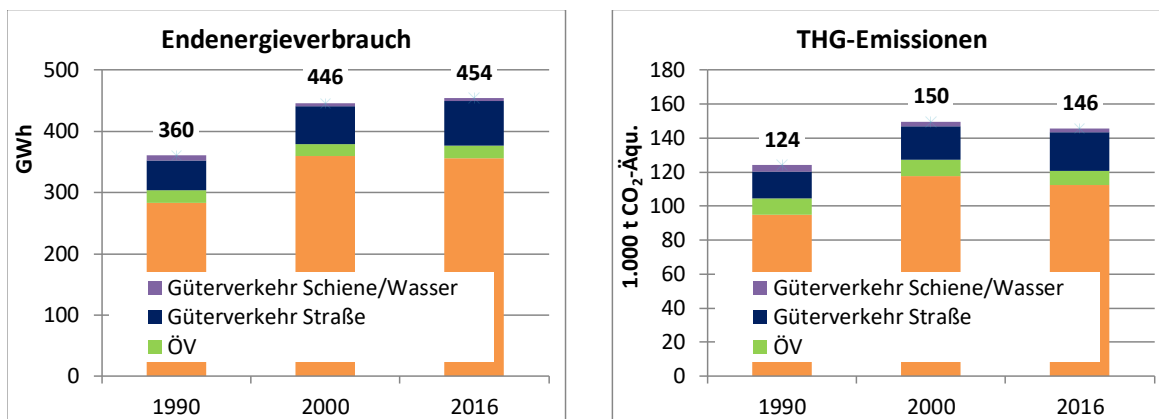 Endenergieverbrauch
GWh
500
400
300
200
100
0
360
446
454
Güterverkehr Schiene/Wasser
Güterverkehr Straße
ÖV
1990
2000
2016
THG-Emissionen
1.000 t CO₂-Äqu.
180
160
140
120
100
80
60
40
20
0
124
150
146
Güterverkehr Schiene/Wasser
Güterverkehr Straße
ÖV
1990
2000
2016